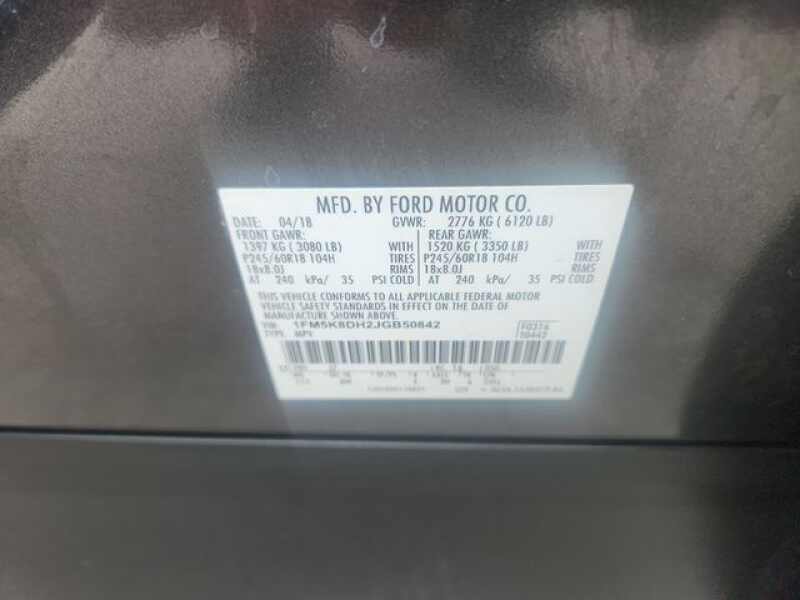 MFD. BY FORD MOTOR CO.
DATE: 04/18 GVWR: 2776 KG ( 6120 LB)
FRONT GAWR: REAR GAWR:
1397 KG ( 3080 LB) WITH 1520 KG ( 3350 LB) WITH
P245/60R18 104H TIRES P245/60R18 104H TIRES
18x8.0J RIMS 18x8.0J RIMS
AT 240 kPa/ 35 PSI COLD AT 240 kPa/ 35 PSI COLD
THIS VEHICLE CONFORMS TO ALL APPLICABLE FEDERAL MOTOR
VEHICLE SAFETY STANDARDS IN EFFECT ON THE DATE OF
MANUFACTURE SHOWN ABOVE.
VIN: 1FM5K8DH2JGB50842 F0316
TYPE: MPV 50442